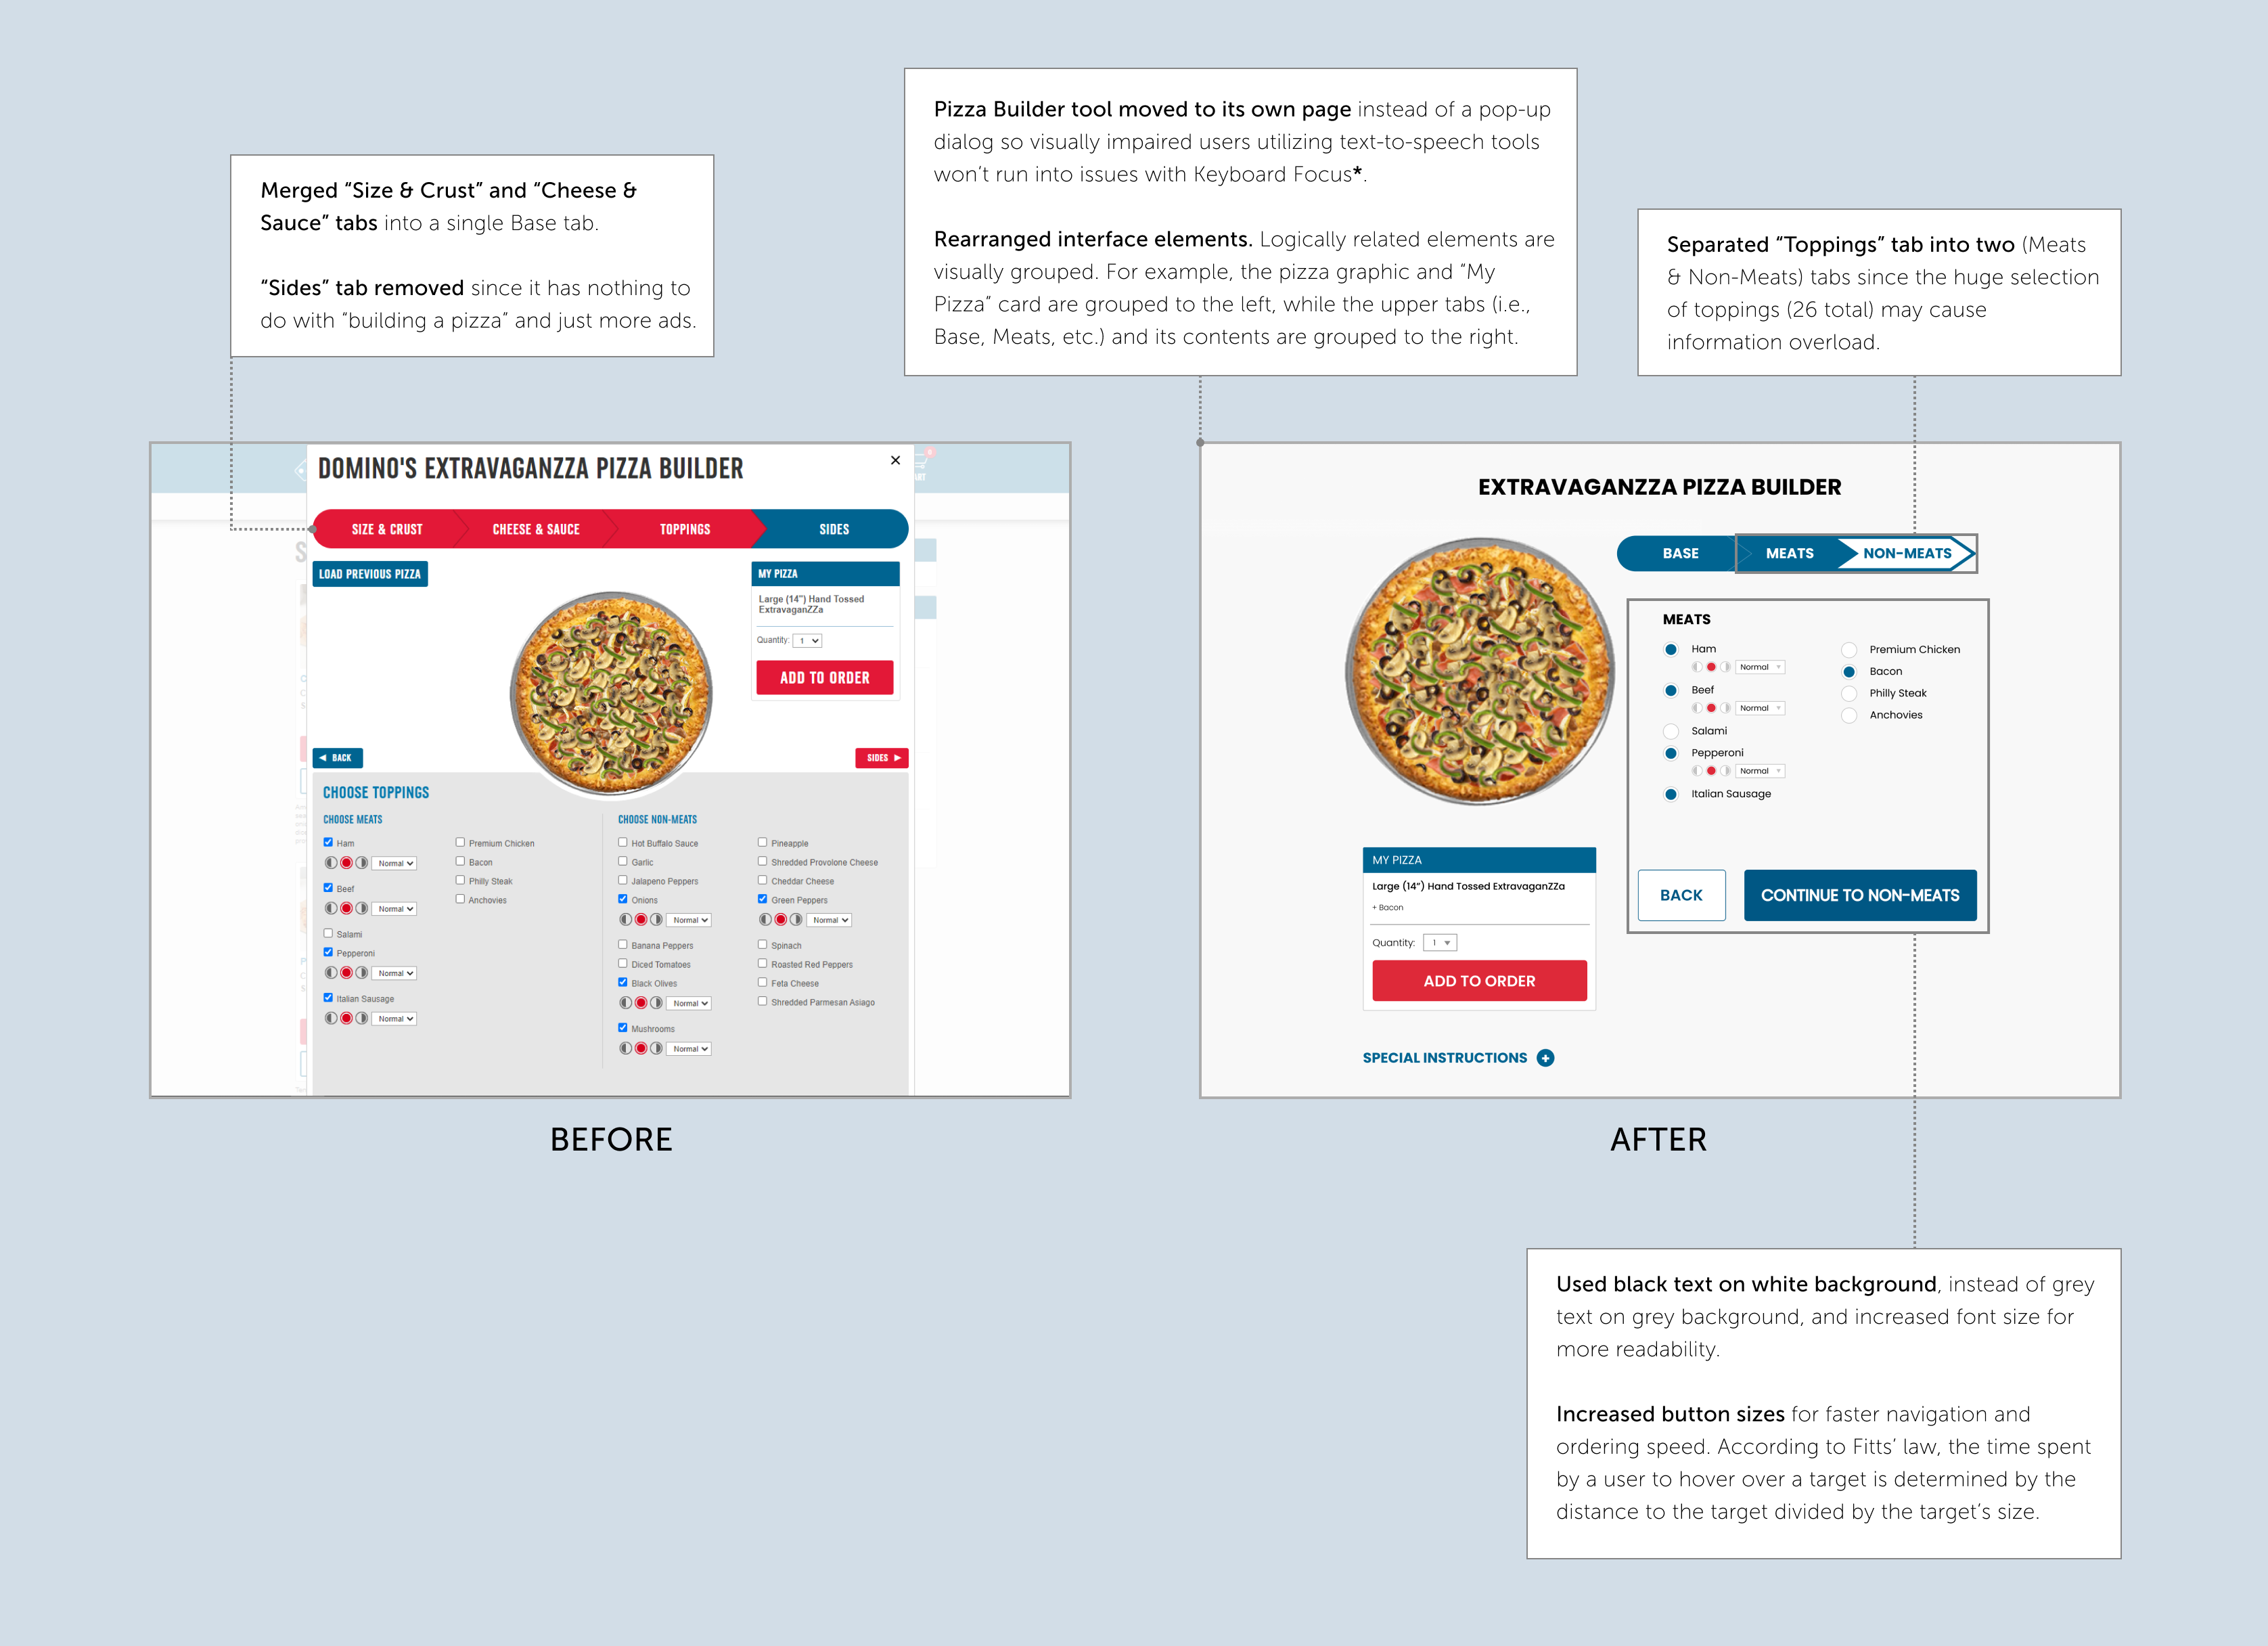 Merged “Size & Crust” and “Cheese &
Sauce” tabs into a single Base tab.
“Sides” tab removed since it has nothing to
do with “building a pizza” and just more ads.
Pizza Builder tool moved to its own page instead of a pop-up
dialog so visually impaired users utilizing text-to-speech tools
won’t run into issues with Keyboard Focus*.
Rearranged interface elements. Logically related elements are
visually grouped. For example, the pizza graphic and “My
Pizza” card are grouped to the left, while the upper tabs (i.e.,
Base, Meats, etc.) and its contents are grouped to the right.
Separated “Toppings” tab into two (Meats
& Non-Meats) tabs since the huge selection
of toppings (26 total) may cause
information overload.
DOMINO'S EXTRAVAGANZZA PIZZA BUILDER
SIZE & CRUST
CHEESE & SAUCE
TOPPINGS
SIDES
LOAD PREVIOUS PIZZA
MY PIZZA
Large (14") Hand Tossed
ExtravaganZZa
Quantity: 1
ADD TO ORDER
BACK
SIDES
CHOOSE TOPPINGS
CHOOSE MEATS
Ham
Normal
Beef
Normal
Salami
Pepperoni
Normal
Italian Sausage
Normal
Premium Chicken
Bacon
Philly Steak
Anchovies
CHOOSE NON-MEATS
Hot Buffalo Sauce
Garlic
Jalapeno Peppers
Onions
Normal
Banana Peppers
Diced Tomatoes
Black Olives
Normal
Mushrooms
Normal
Pineapple
Shredded Provolone Cheese
Cheddar Cheese
Green Peppers
Normal
Spinach
Roasted Red Peppers
Feta Cheese
Shredded Parmesan Asiago
BEFORE
EXTRAVAGANZZA PIZZA BUILDER
BASE
MEATS
NON-MEATS
MEATS
Ham
Normal
Beef
Normal
Salami
Pepperoni
Normal
Italian Sausage
Premium Chicken
Bacon
Philly Steak
Anchovies
BACK
CONTINUE TO NON-MEATS
MY PIZZA
Large (14”) Hand Tossed ExtravaganZZa
+ Bacon
Quantity: 1
ADD TO ORDER
SPECIAL INSTRUCTIONS +
AFTER
Used black text on white background, instead of grey
text on grey background, and increased font size for
more readability.
Increased button sizes for faster navigation and
ordering speed. According to Fitts’ law, the time spent
by a user to hover over a target is determined by the
distance to the target divided by the target’s size.